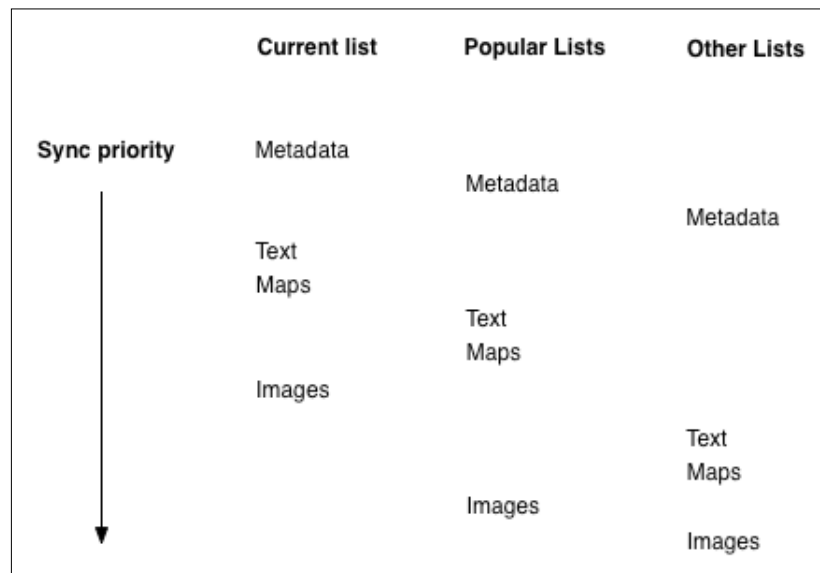 Current list Popular Lists Other Lists
Sync priority Metadata
Metadata
Metadata
Text
Maps
Text
Maps
Images
Text
Maps
Images
Images